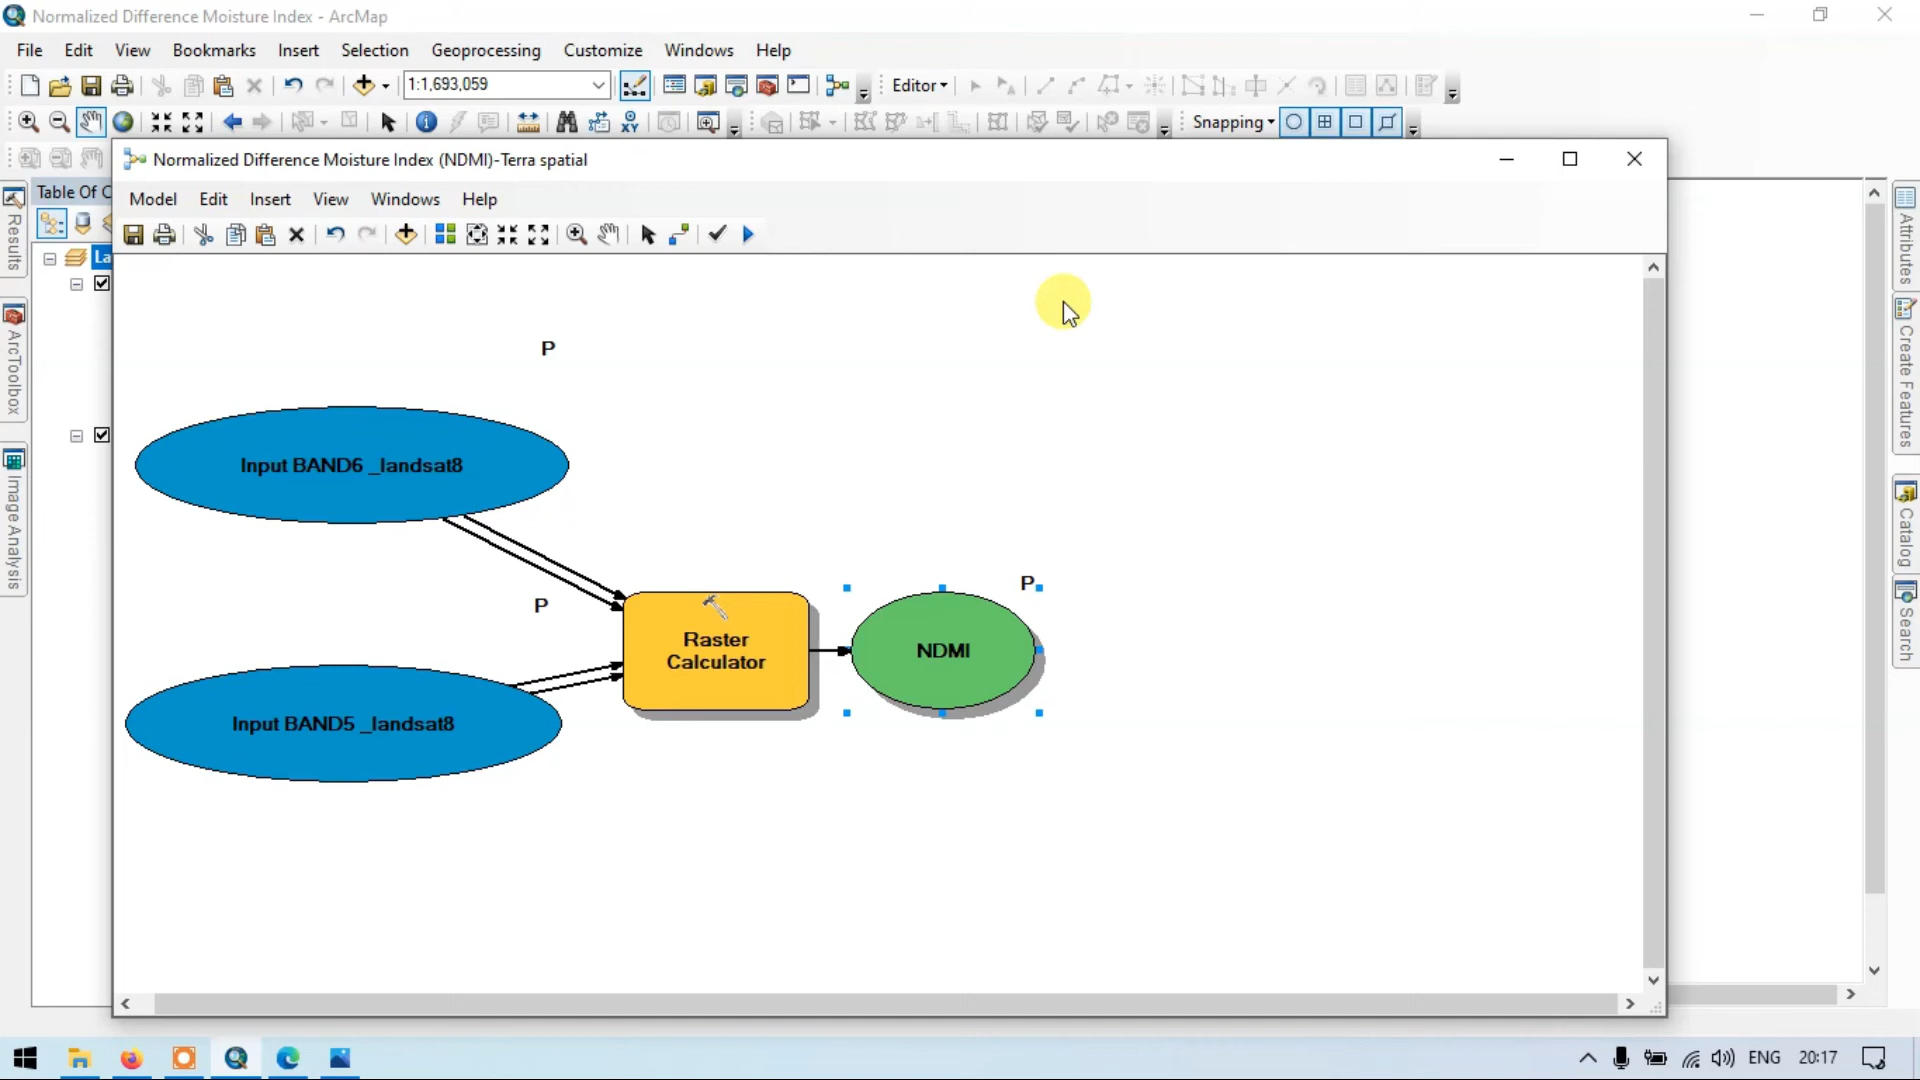 Normalized Difference Moisture Index - ArcMap
File Edit View Bookmarks Insert Selection Geoprocessing Customize Windows Help
1:1,693,059
Editor
Snapping
Normalized Difference Moisture Index (NDMI)-Terra spatial
Table Of C
Model Edit Insert View Windows Help
La
Results
ArcToolbox
Image Analysis
P
Input BAND6 _landsat8
P
P
Raster
Calculator
NDMI
Input BAND5 _landsat8
Attributes
Create Features
Catalog
Search
ENG 20:17